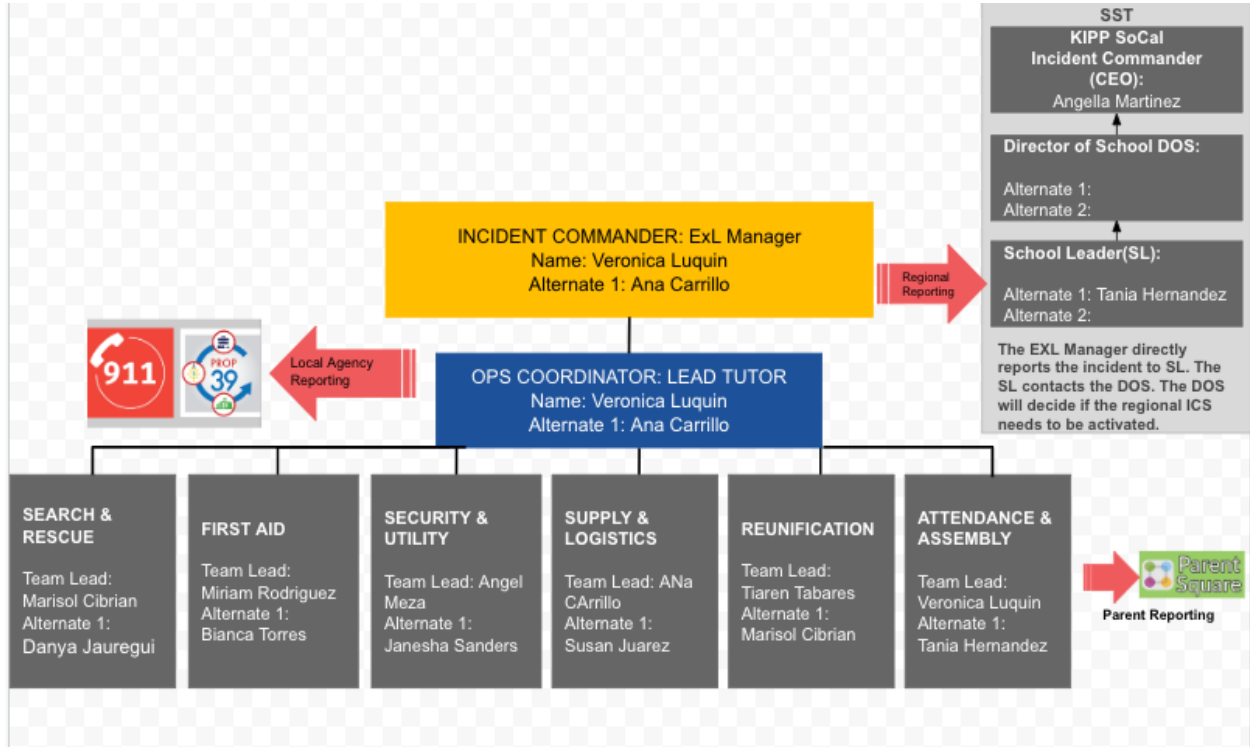 SST
KIPP SoCal
Incident Commander
(CEO):
Angella Martinez
Director of School DOS:
Alternate 1:
Alternate 2:
School Leader(SL):
Alternate 1: Tania Hernandez
Alternate 2:
The EXL Manager directly
reports the incident to SL. The
SL contacts the DOS. The DOS
will decide if the regional ICS
needs to be activated.
INCIDENT COMMANDER: ExL Manager
Name: Veronica Luquin
Alternate 1: Ana Carrillo
Regional
Reporting
911
PROP
39
Local Agency
Reporting
OPS COORDINATOR: LEAD TUTOR
Name: Veronica Luquin
Alternate 1: Ana Carrillo
SEARCH &
RESCUE
Team Lead:
Marisol Cibrian
Alternate 1:
Danya Jauregui
FIRST AID
Team Lead:
Miriam Rodriguez
Alternate 1:
Bianca Torres
SECURITY &
UTILITY
Team Lead: Angel
Meza
Alternate 1:
Janesha Sanders
SUPPLY &
LOGISTICS
Team Lead: ANa
CArrillo
Alternate 1:
Susan Juarez
REUNIFICATION
Team Lead:
Tiaren Tabares
Alternate 1:
Marisol Cibrian
ATTENDANCE &
ASSEMBLY
Team Lead:
Veronica Luquin
Alternate 1:
Tania Hernandez
Parent
Square
Parent Reporting